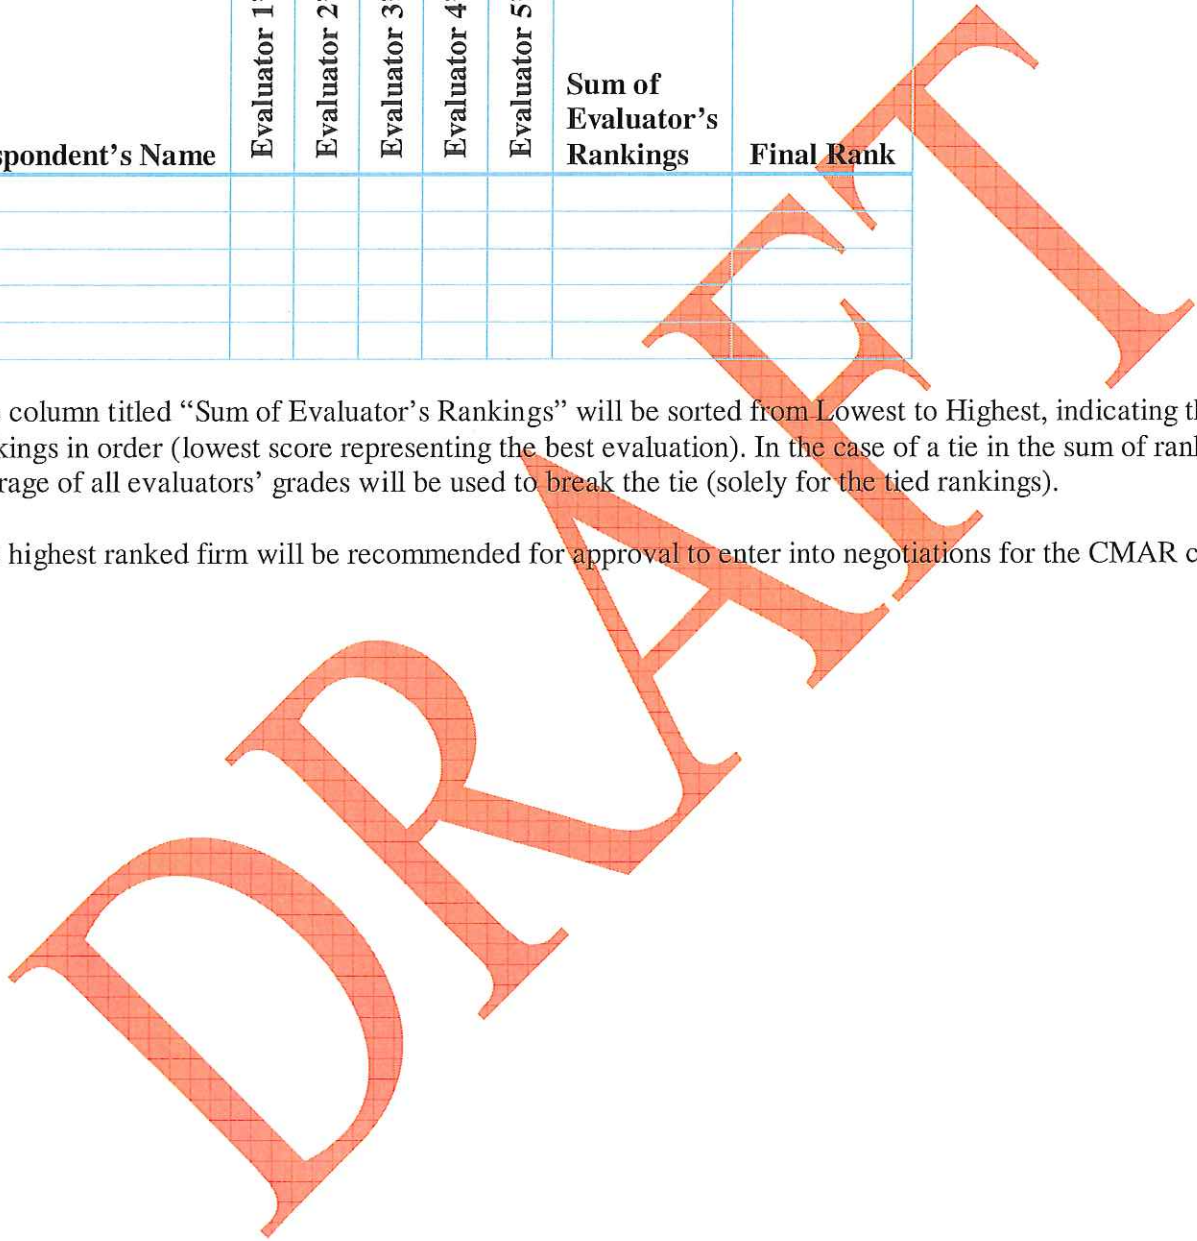 Evaluator 1
Evaluator 2
Evaluator 3
Evaluator 4
Evaluator 5
Sum of
Evaluator’s
Rankings
spondent’s Name
Final Rank
column titled “Sum of Evaluator’s Rankings” will be sorted from Lowest to Highest, indicating th
kings in order (lowest score representing the best evaluation). In the case of a tie in the sum of rank
rage of all evaluators’ grades will be used to break the tie (solely for the tied rankings).
highest ranked firm will be recommended for approval to enter into negotiations for the CMAR c
DRAFT